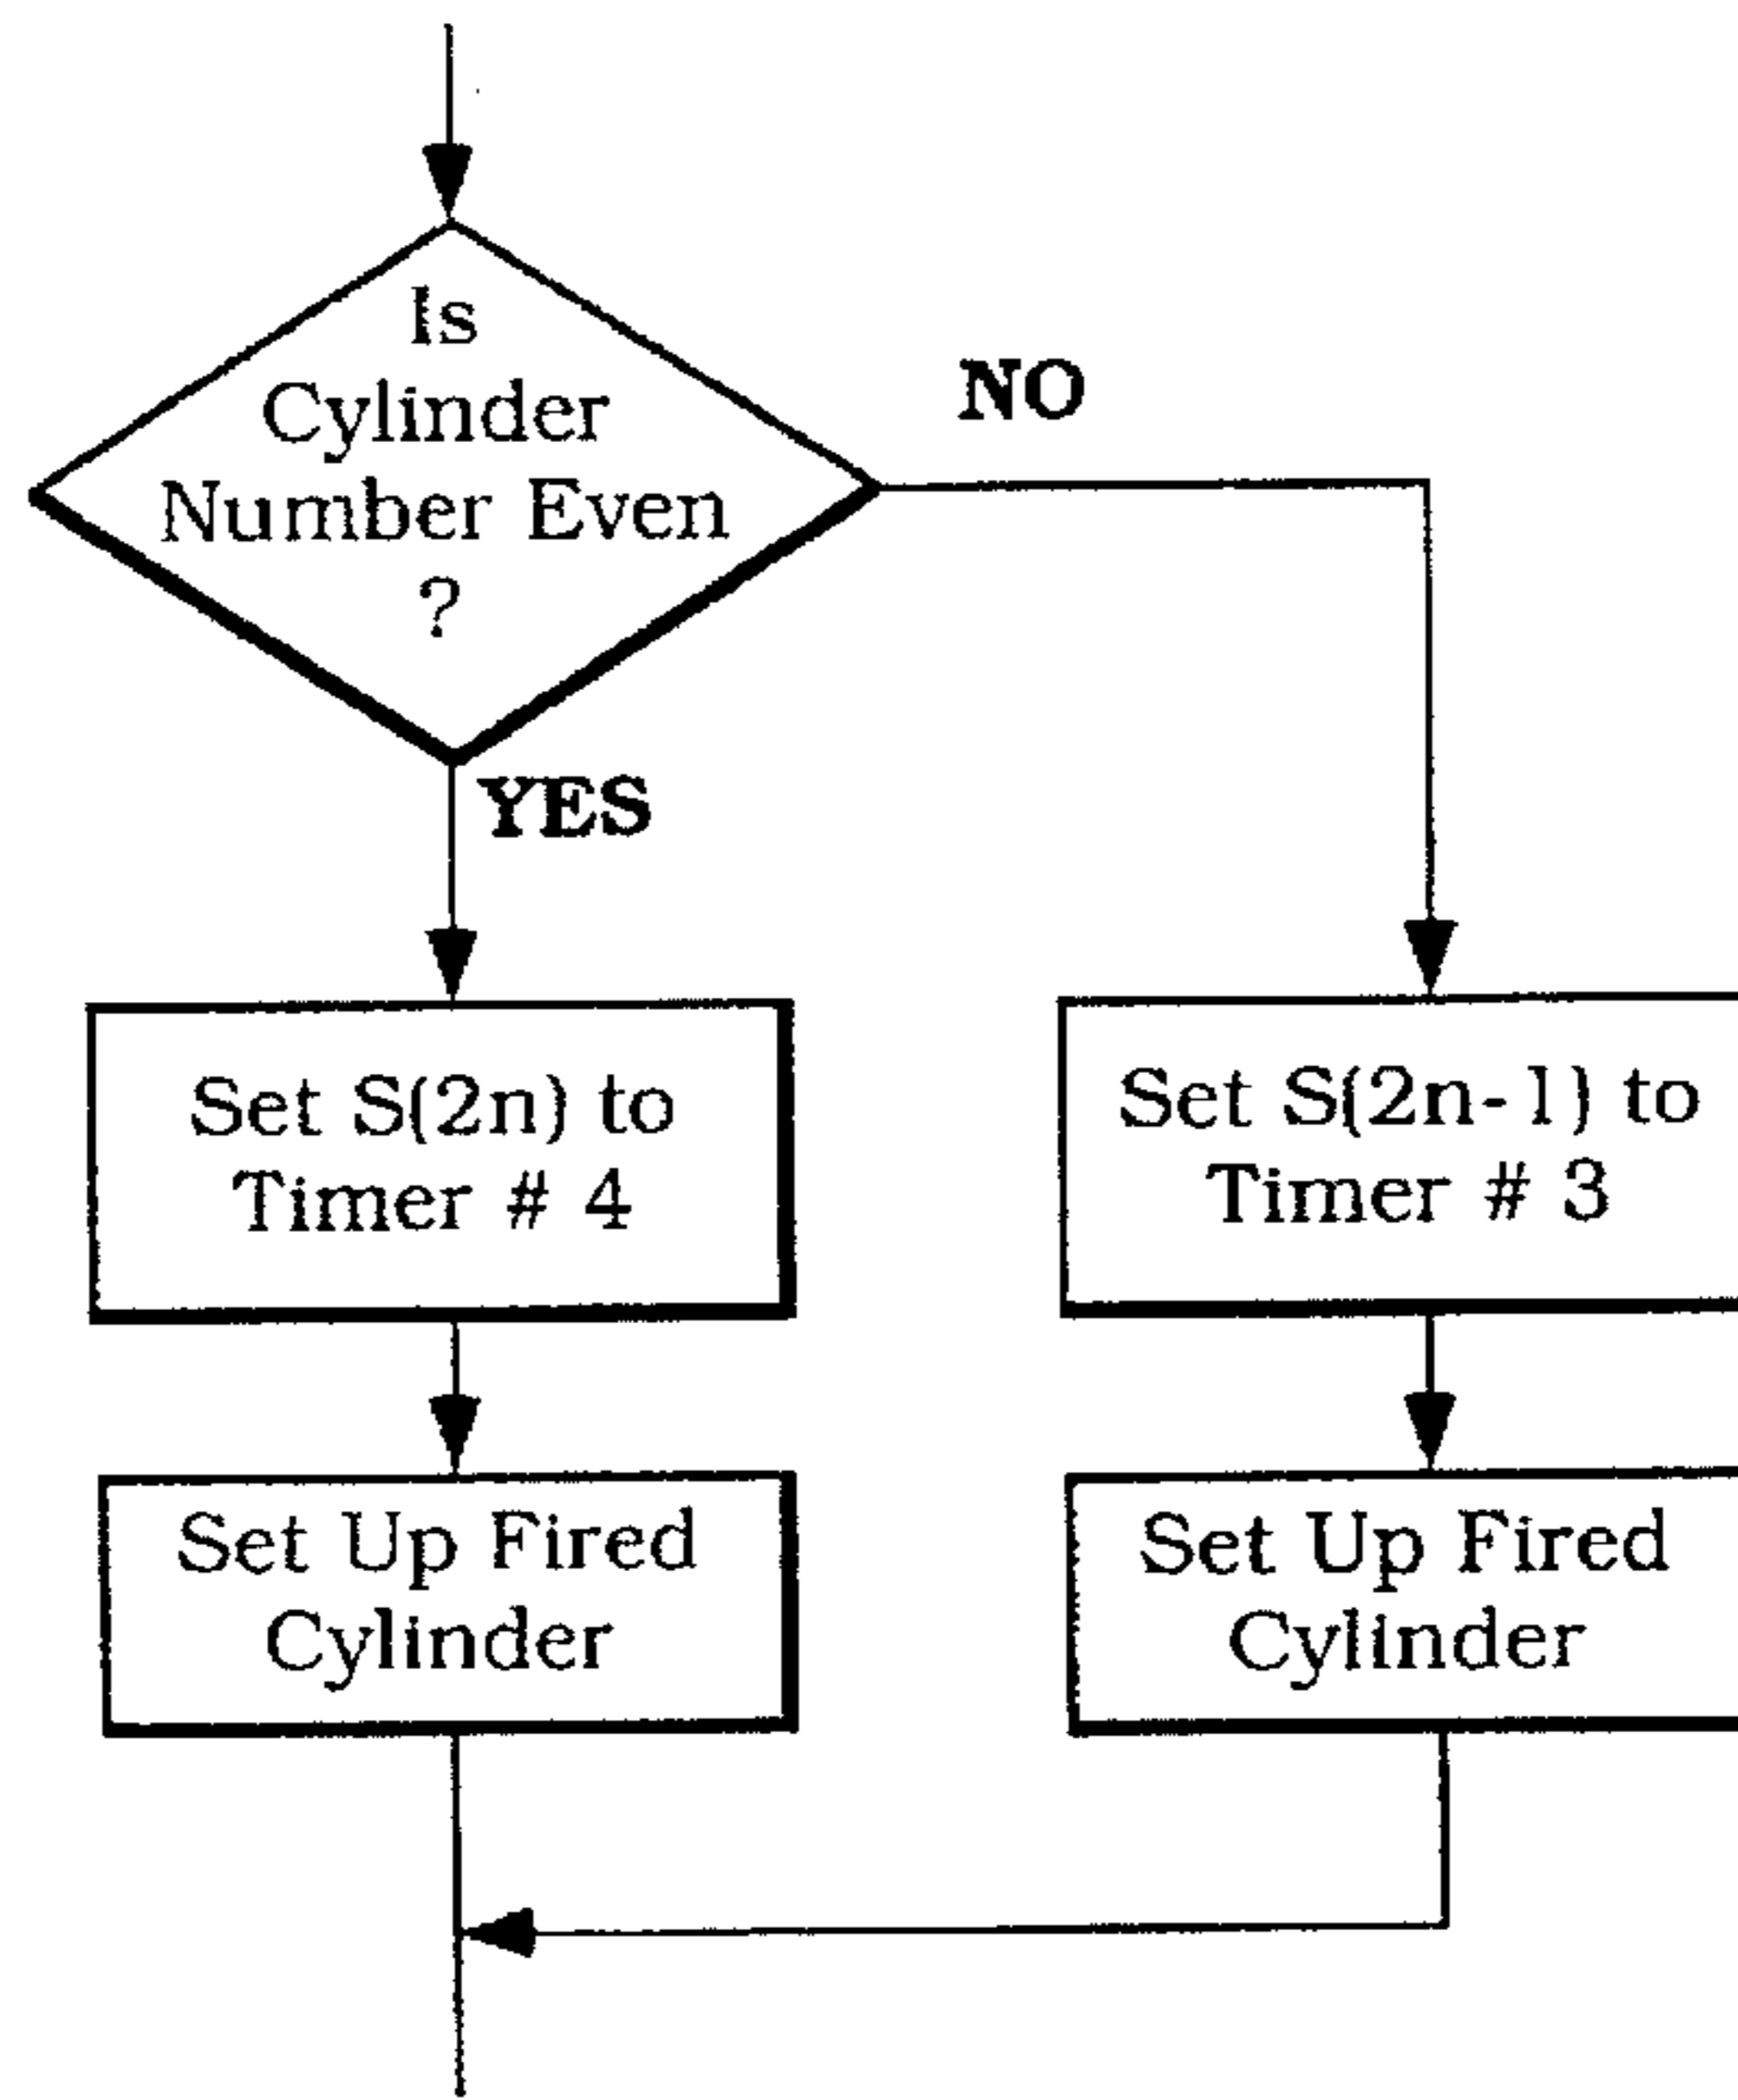 Is
Cylinder
Number Even
?
NO
YES
Set S(2n) to
Timer # 4
Set S(2n-1) to
Timer # 3
Set Up Fired
Cylinder
Set Up Fired
Cylinder